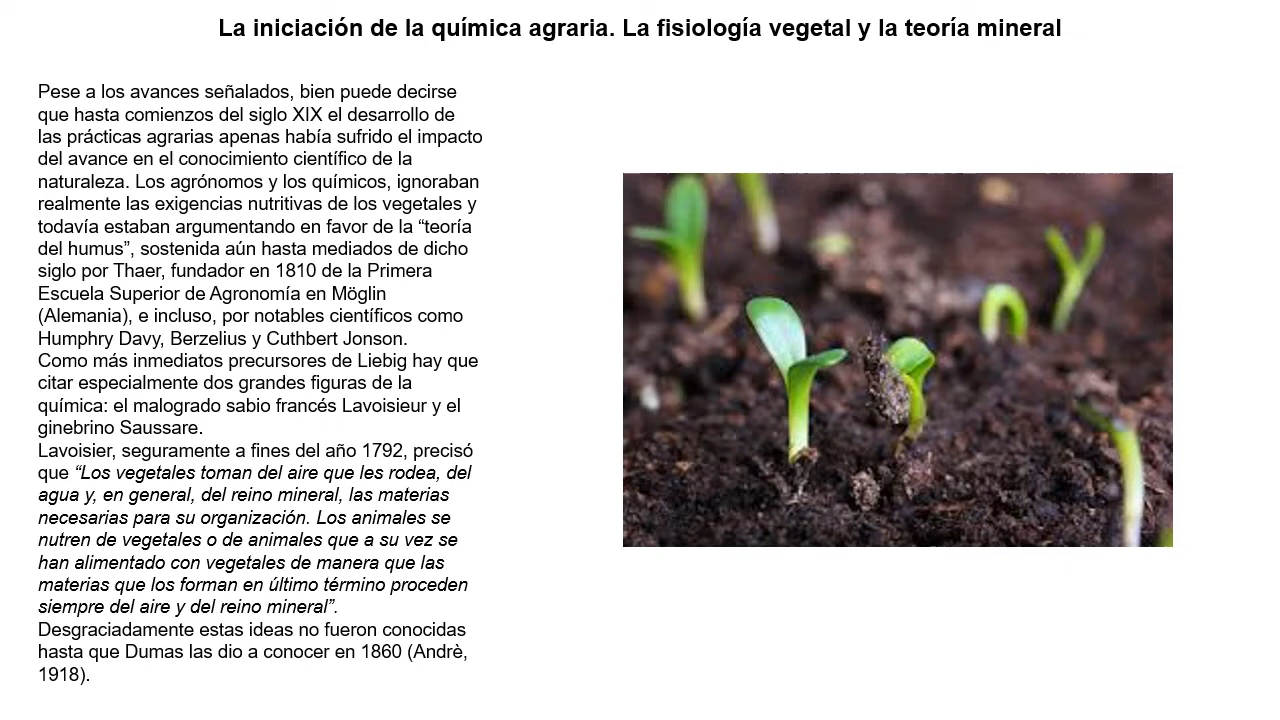 La iniciación de la química agraria. La fisiología vegetal y la teoría mineral
Pese a los avances señalados, bien puede decirse
que hasta comienzos del siglo XIX el desarrollo de
las prácticas agrarias apenas había sufrido el impacto
del avance en el conocimiento científico de la
naturaleza. Los agrónomos y los químicos, ignoraban
realmente las exigencias nutritivas de los vegetales y
todavía estaban argumentando en favor de la “teoría
del humus”, sostenida aún hasta mediados de dicho
siglo por Thaer, fundador en 1810 de la Primera
Escuela Superior de Agronomía en Möglin
(Alemania), e incluso, por notables científicos como
Humphry Davy, Berzelius y Cuthbert Jonson.
Como más inmediatos precursores de Liebig hay que
citar especialmente dos grandes figuras de la
química: el malogrado sabio francés Lavoisieur y el
ginebrino Saussare.
Lavoisier, seguramente a fines del año 1792, precisó
que “Los vegetales toman del aire que les rodea, del
agua y, en general, del reino mineral, las materias
necesarias para su organización. Los animales se
nutren de vegetales o de animales que a su vez se
han alimentado con vegetales de manera que las
materias que los forman en último término proceden
siempre del aire y del reino mineral”.
Desgraciadamente estas ideas no fueron conocidas
hasta que Dumas las dio a conocer en 1860 (Andrè,
1918).